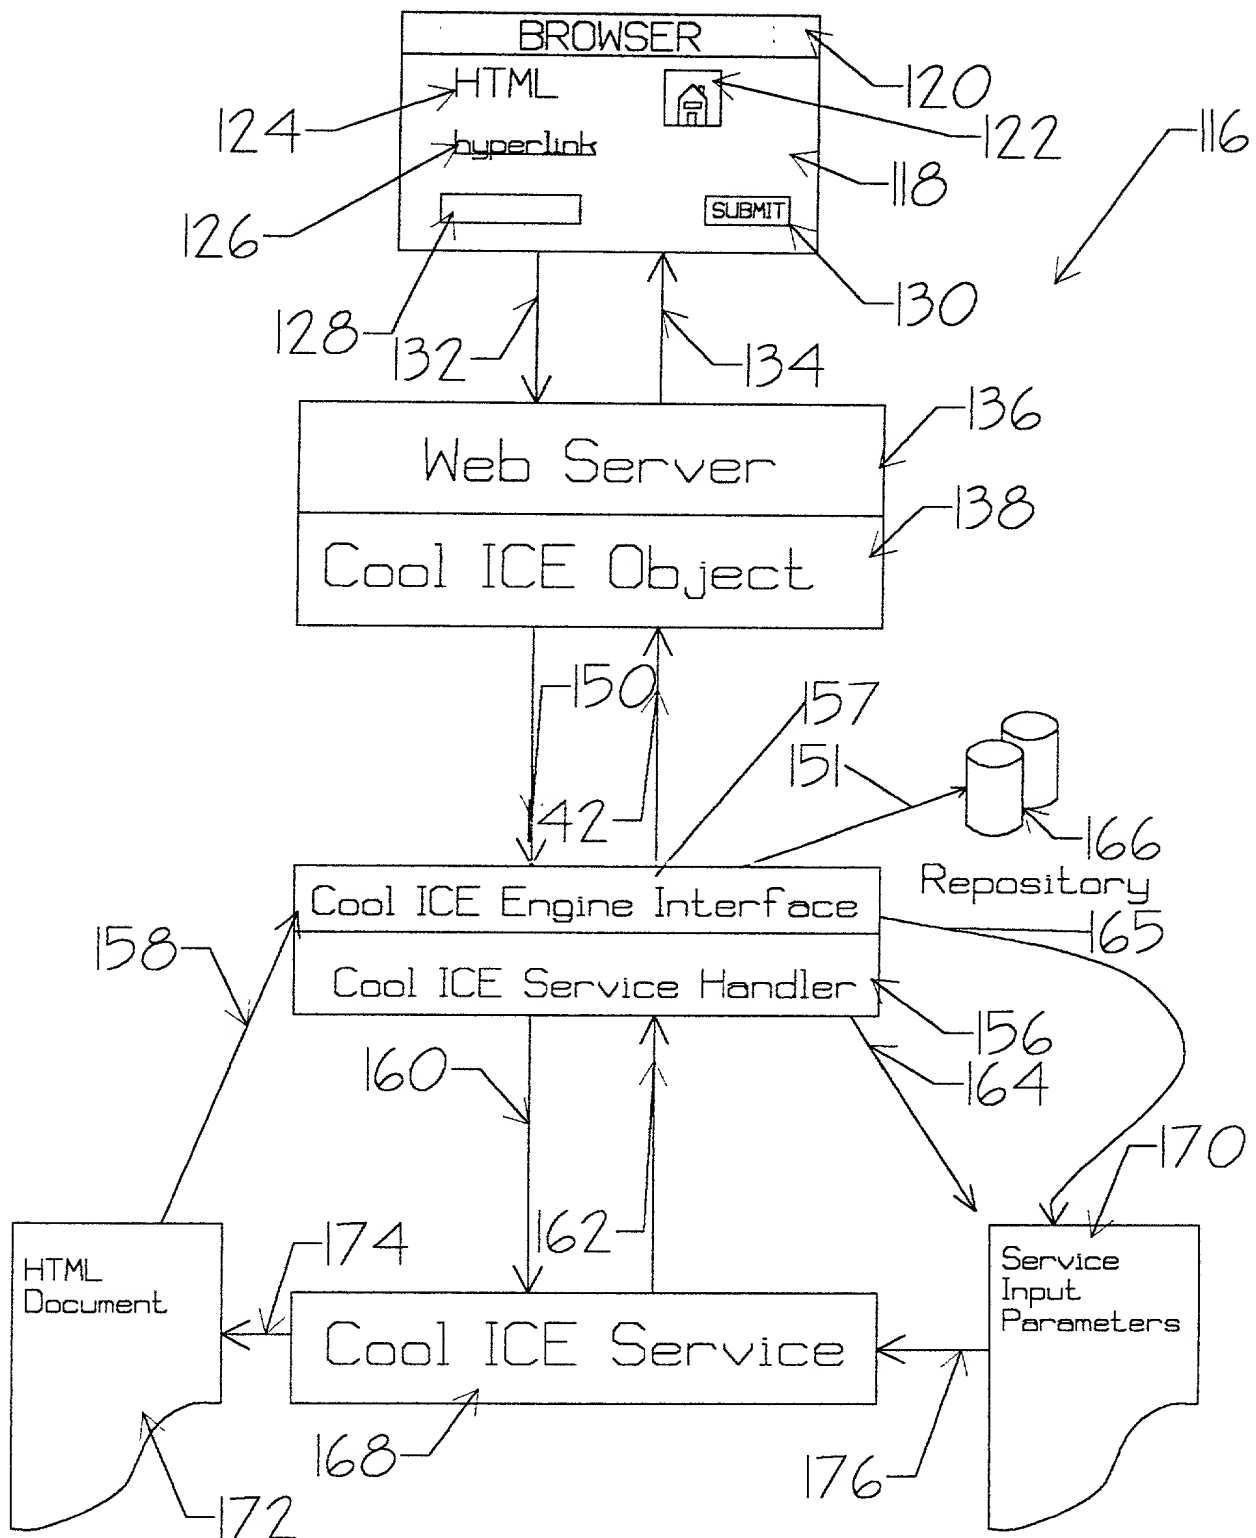 BROWSER
120
HTML
124
122
116
hyperlink
118
126
SUBMIT
128
130
132
134
136
Web Server
138
Cool ICE Object
150
157
151
42
166
Repository
Cool ICE Engine Interface
165
158
Cool ICE Service Handler
156
160
164
170
162
174
HTML
Document
Service
Input
Parameters
Cool ICE Service
168
176
172